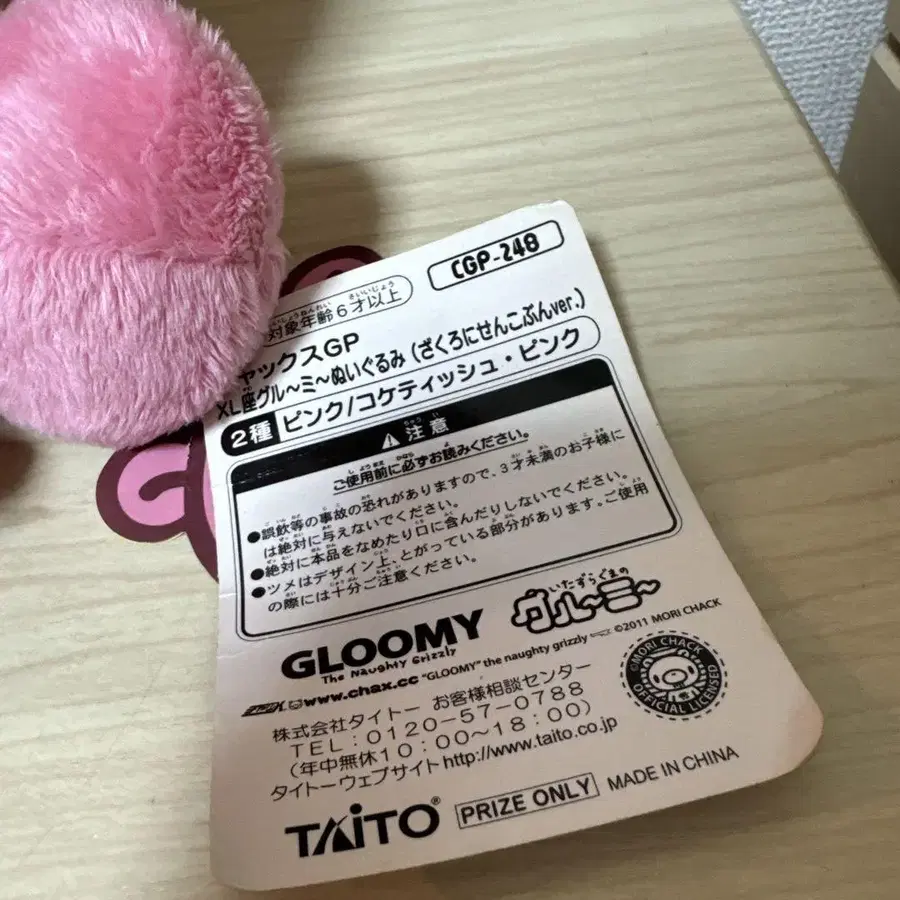 CGP-248
対象年齢6才以上
ャックスGP
XL座グル〜ミ〜ぬいぐるみ (ざくろにせんこぶんver.)
2種 ピンク/コケティッシュ・ピンク
⚠注意
ご使用前に必ずお読みください。
●誤飲等の事故の恐れがありますので、3才未満のお子様に
は絶対に与えないでください。
●絶対に本品をなめたり口に含んだりしないでください。
●ツメはデザイン上、とがっている部分があります。ご使用
の際には十分ご注意ください。
いたずらぐまの
グル〜ミ〜
GLOOMY
The Naughty Grizzly
www.chax.cc "GLOOMY" the naughty grizzly ©2011 MORI CHACK
©MORI CHACK
OFFICIAL LICENSED
株式会社タイトー お客様相談センター
TEL:0120-57-0788
(年中無休10:00〜18:00)
タイトーウェブサイト http://www.taito.co.jp
TAITO® PRIZE ONLY MADE IN CHINA